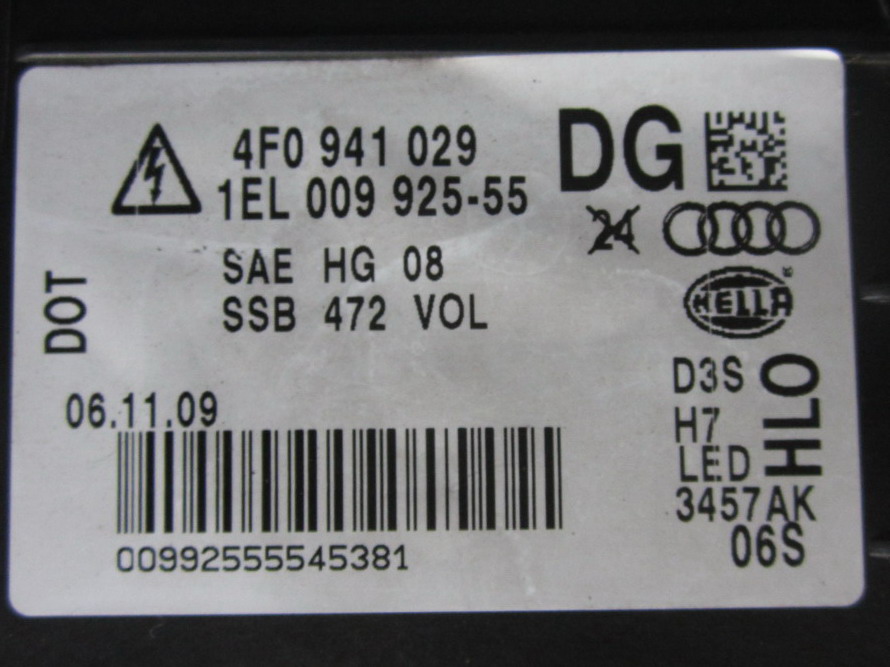 4F0 941 029
DG
1EL 009 925-55
24
SAE HG 08
HELLA®
SSB 472 VOL
DOT
D3S
HLO
06.11.09
H7
LED
3457AK
06S
00992555545381